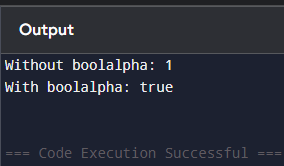 Output
Without boolalpha: 1
With boolalpha: true
=== Code Execution Successful ===